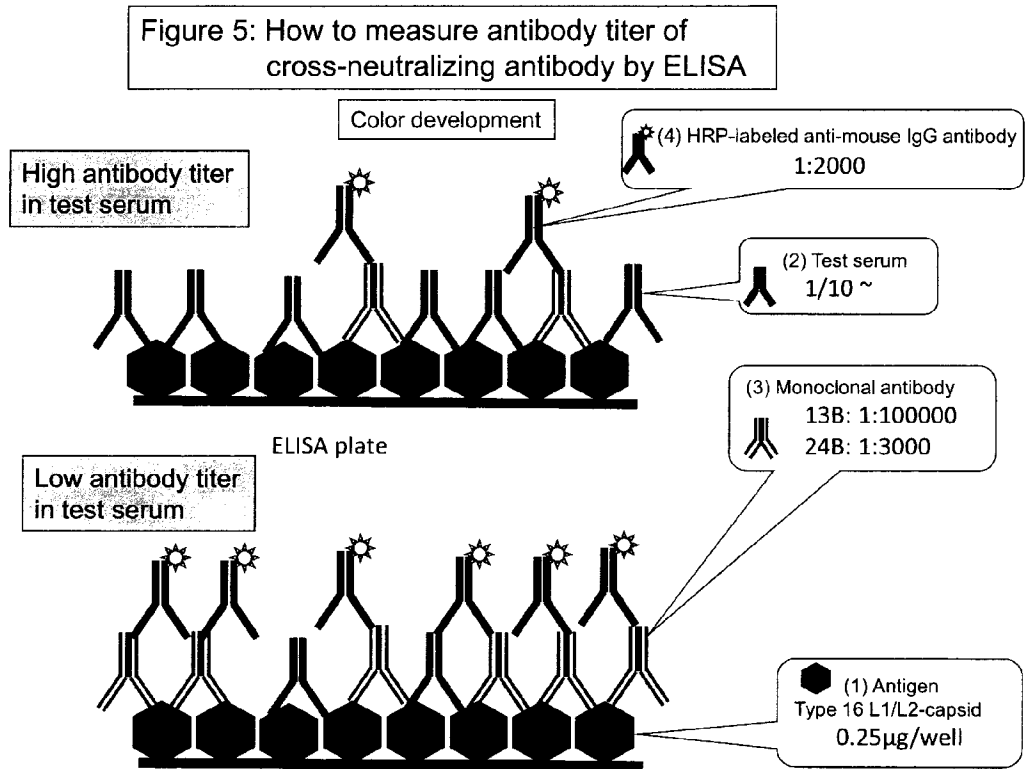 Figure 5: How to measure antibody titer of
cross-neutralizing antibody by ELISA
Color development
High antibody titer
in test serum
(4) HRP-labeled anti-mouse IgG antibody
1:2000
(2) Test serum
1/10 ~
(3) Monoclonal antibody
13B: 1:100000
24B: 1:3000
ELISA plate
Low antibody titer
in test serum
(1) Antigen
Type 16 L1/L2-capsid
0.25µg/well